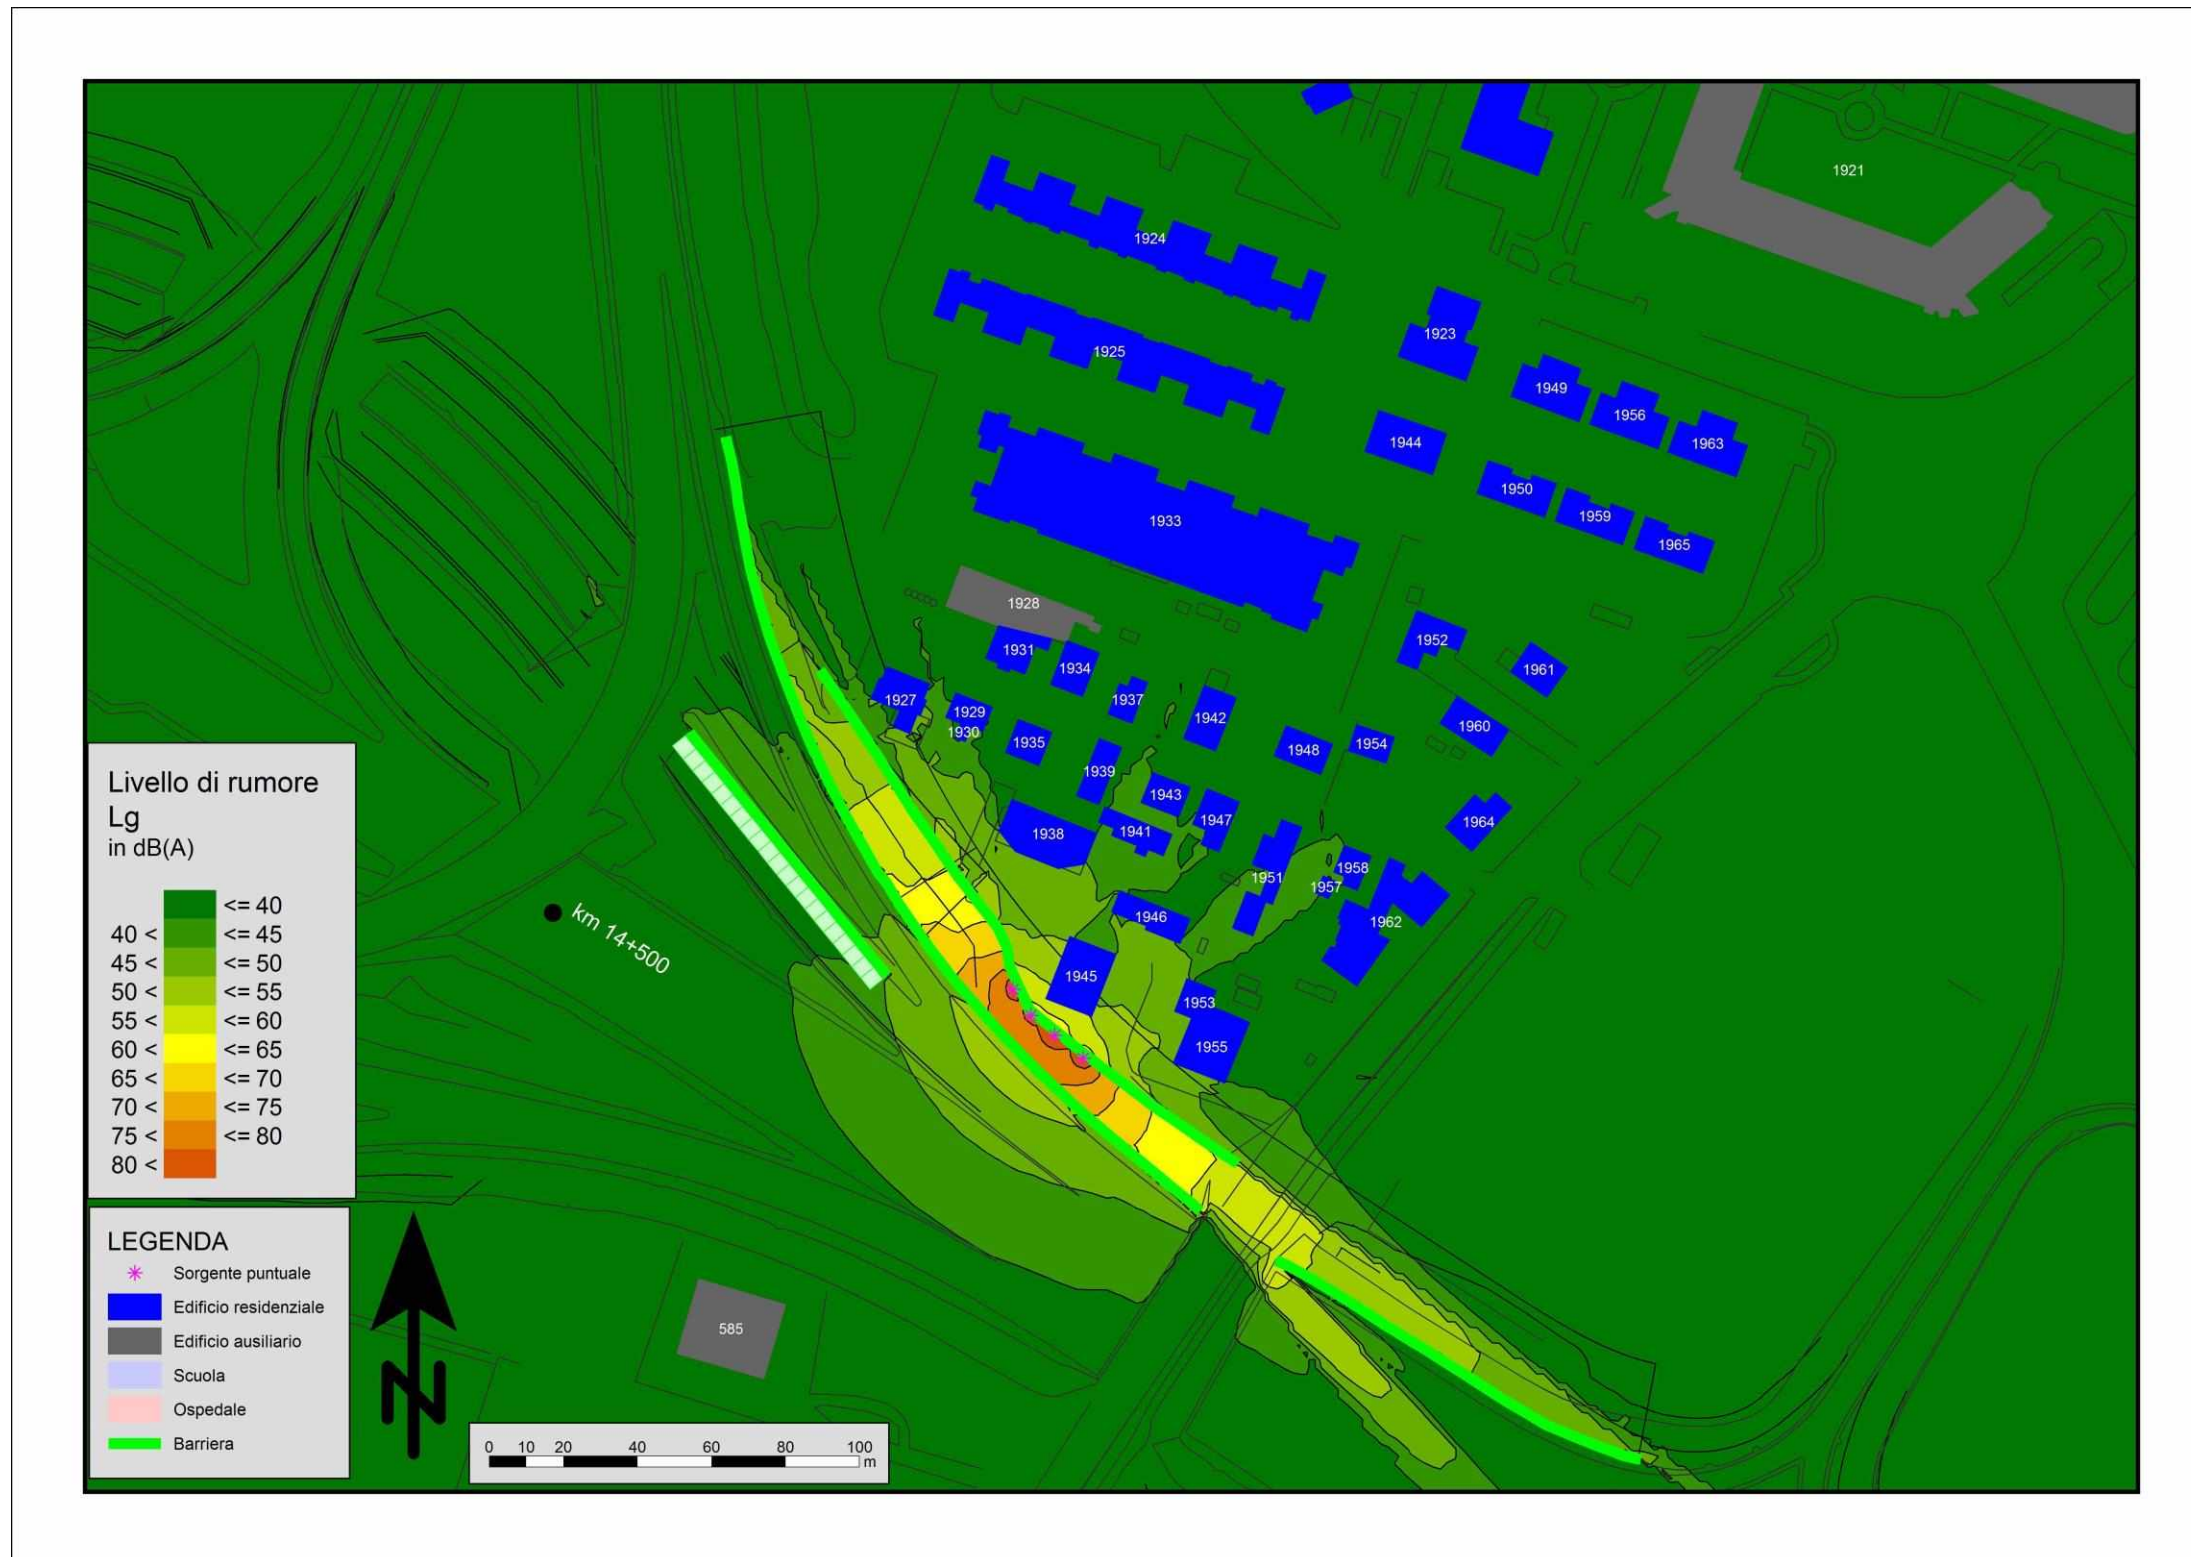 1921
1924
1923
1925
1949
1956
1944
1963
1950
1959
1933
1965
1928
1952
1931
1934
1961
1927
1937
1929
1942
1960
1930
1935
1948
1954
1939
1943
1947
1964
1938
1941
1951
1958
1957
1946
1962
km 14+500
1945
1953
1955
585
Livello di rumore
Lg
in dB(A)
<= 40
40 < <= 45
45 < <= 50
50 < <= 55
55 < <= 60
60 < <= 65
65 < <= 70
70 < <= 75
75 < <= 80
80 <
LEGENDA
Sorgente puntuale
Edificio residenziale
Edificio ausiliario
Scuola
Ospedale
Barriera
N
0 10 20 40 60 80 100
m